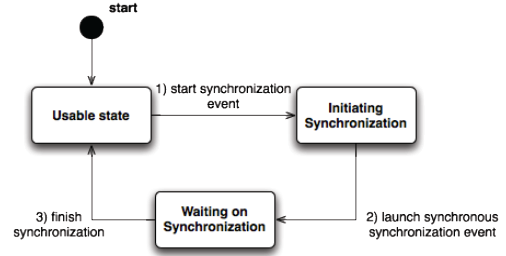 start
1) start synchronization
event
Usable state
Initiating
Synchronization
Waiting on
Synchronization
3) finish
synchronization
2) launch synchronous
synchronization event